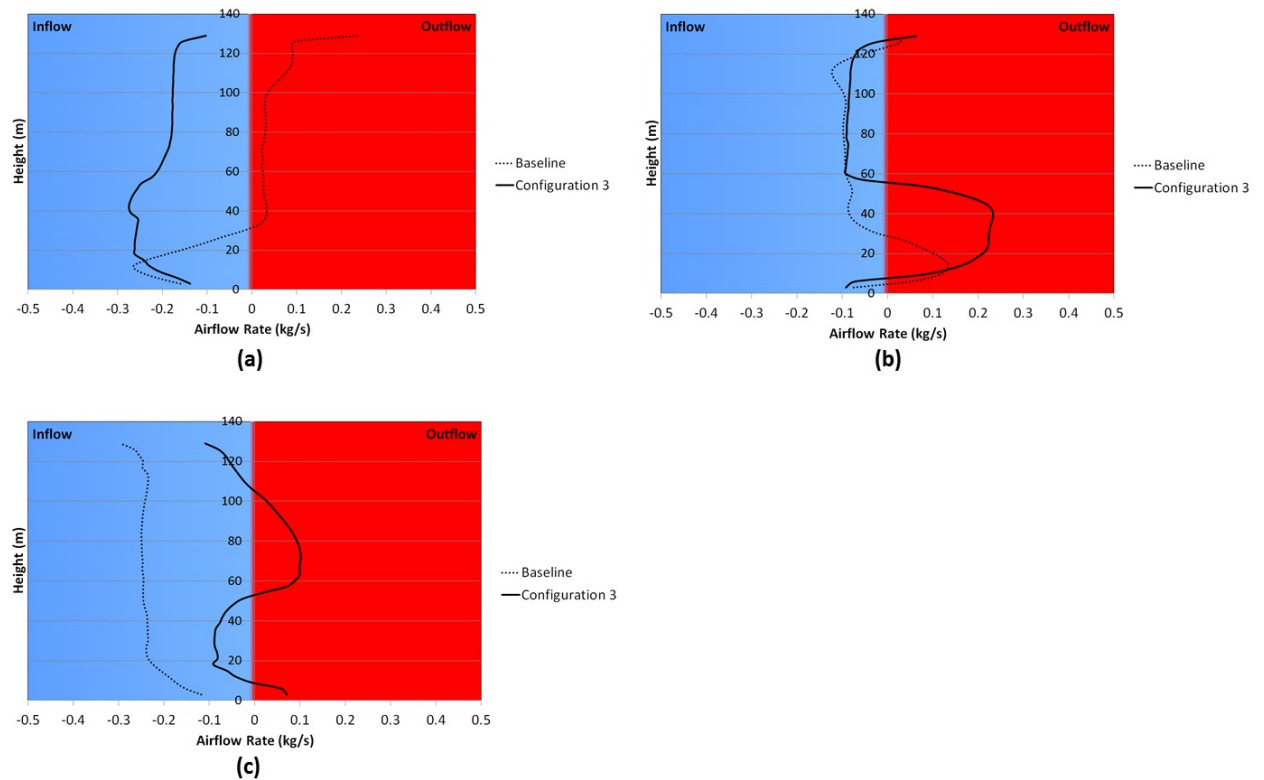 Inflow
Outflow
140
120
100
80
60
40
20
0
Height (m)
-0.5 -0.4 -0.3 -0.2 -0.1 0 0.1 0.2 0.3 0.4 0.5
Airflow Rate (kg/s)
Baseline
Configuration 3
(a)
Inflow
Outflow
140
120
100
80
60
40
20
0
Height (m)
-0.5 -0.4 -0.3 -0.2 -0.1 0 0.1 0.2 0.3 0.4 0.5
Airflow Rate (kg/s)
Baseline
Configuration 3
(b)
Inflow
Outflow
140
120
100
80
60
40
20
0
Height (m)
-0.5 -0.4 -0.3 -0.2 -0.1 0 0.1 0.2 0.3 0.4 0.5
Airflow Rate (kg/s)
Baseline
Configuration 3
(c)